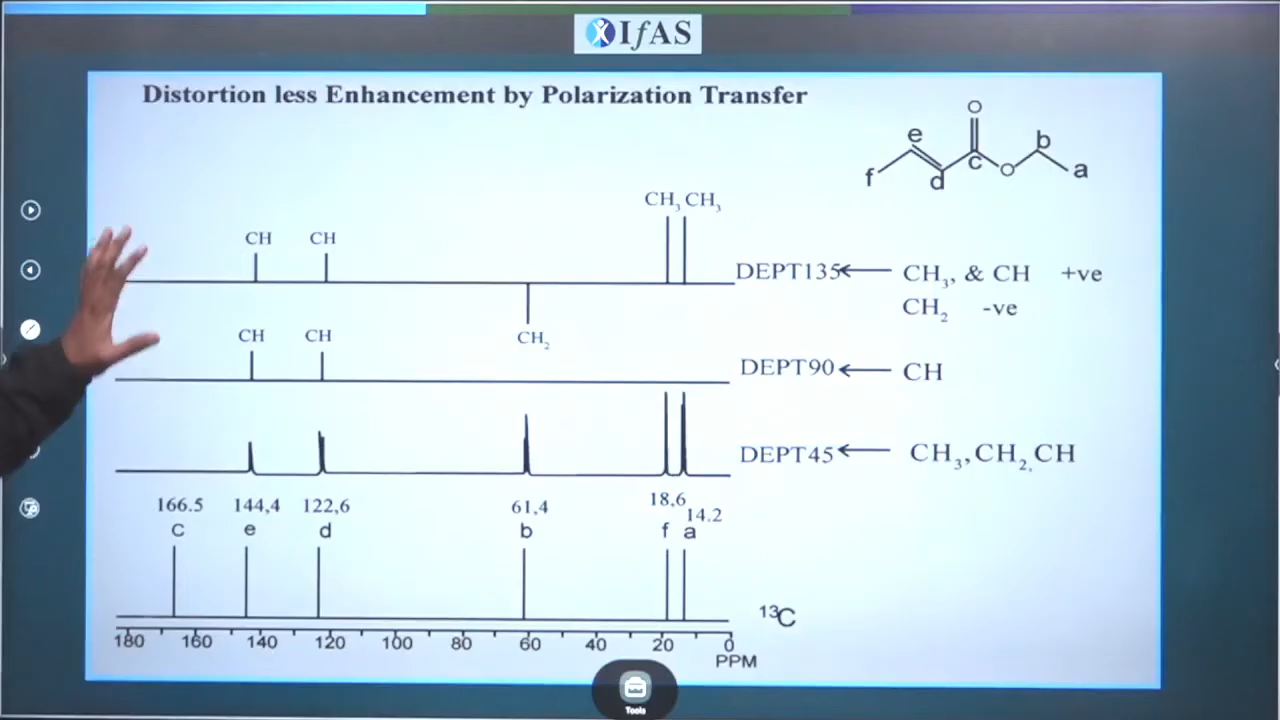 IfAS
Distortion less Enhancement by Polarization Transfer
O
e
b
c
f
d
O
a
CH₃ CH₃
CH CH
DEPT135 ← CH₃, & CH +ve
CH₂ -ve
CH CH
CH₂
DEPT90 ← CH
DEPT45 ← CH₃,CH₂,CH
166.5 144,4 122,6 61,4 18,6 14.2
c e d b f a
¹³C
180 160 140 120 100 80 60 40 20 0
PPM
Tools